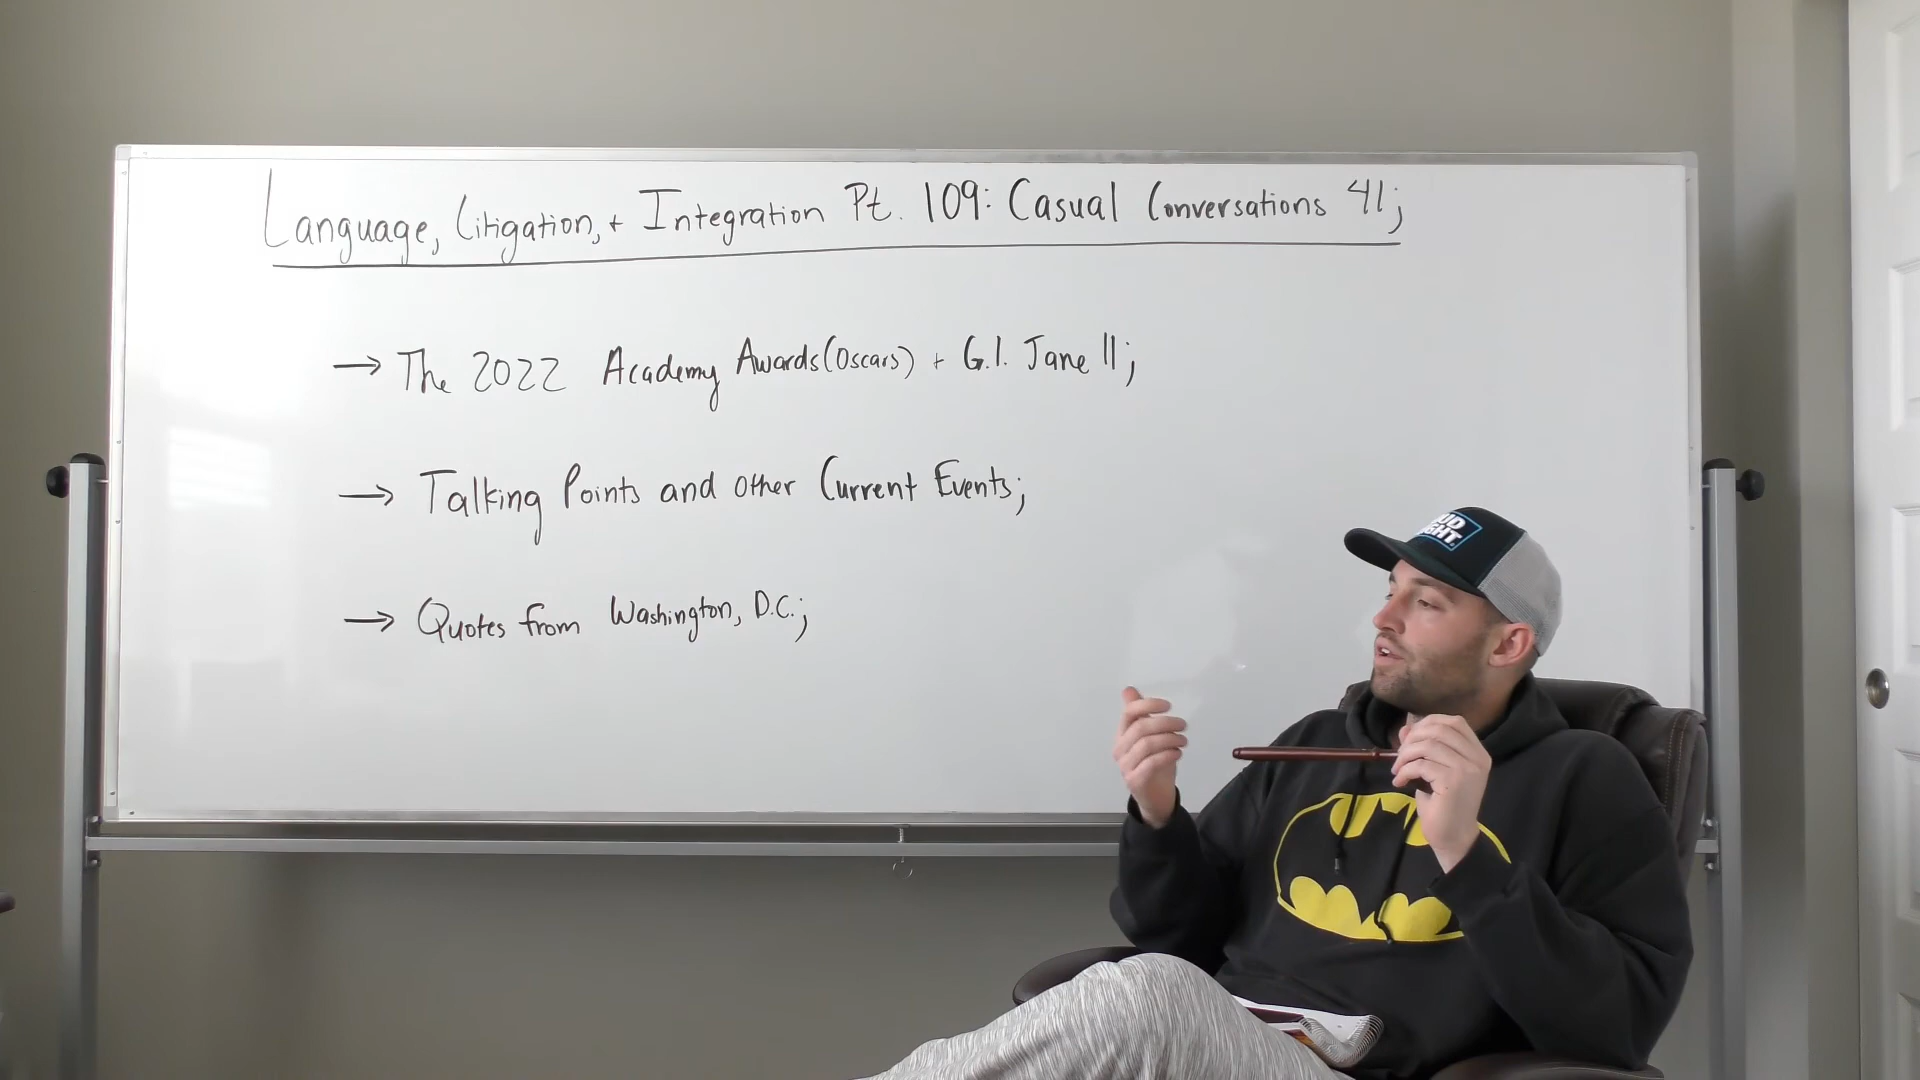 Language, Litigation, + Integration Pt. 109: Casual Conversations 41;
→ The 2022 Academy Awards (Oscars) + G.I. Jane II;
→ Talking Points and other Current Events;
→ Quotes from Washington, D.C.;